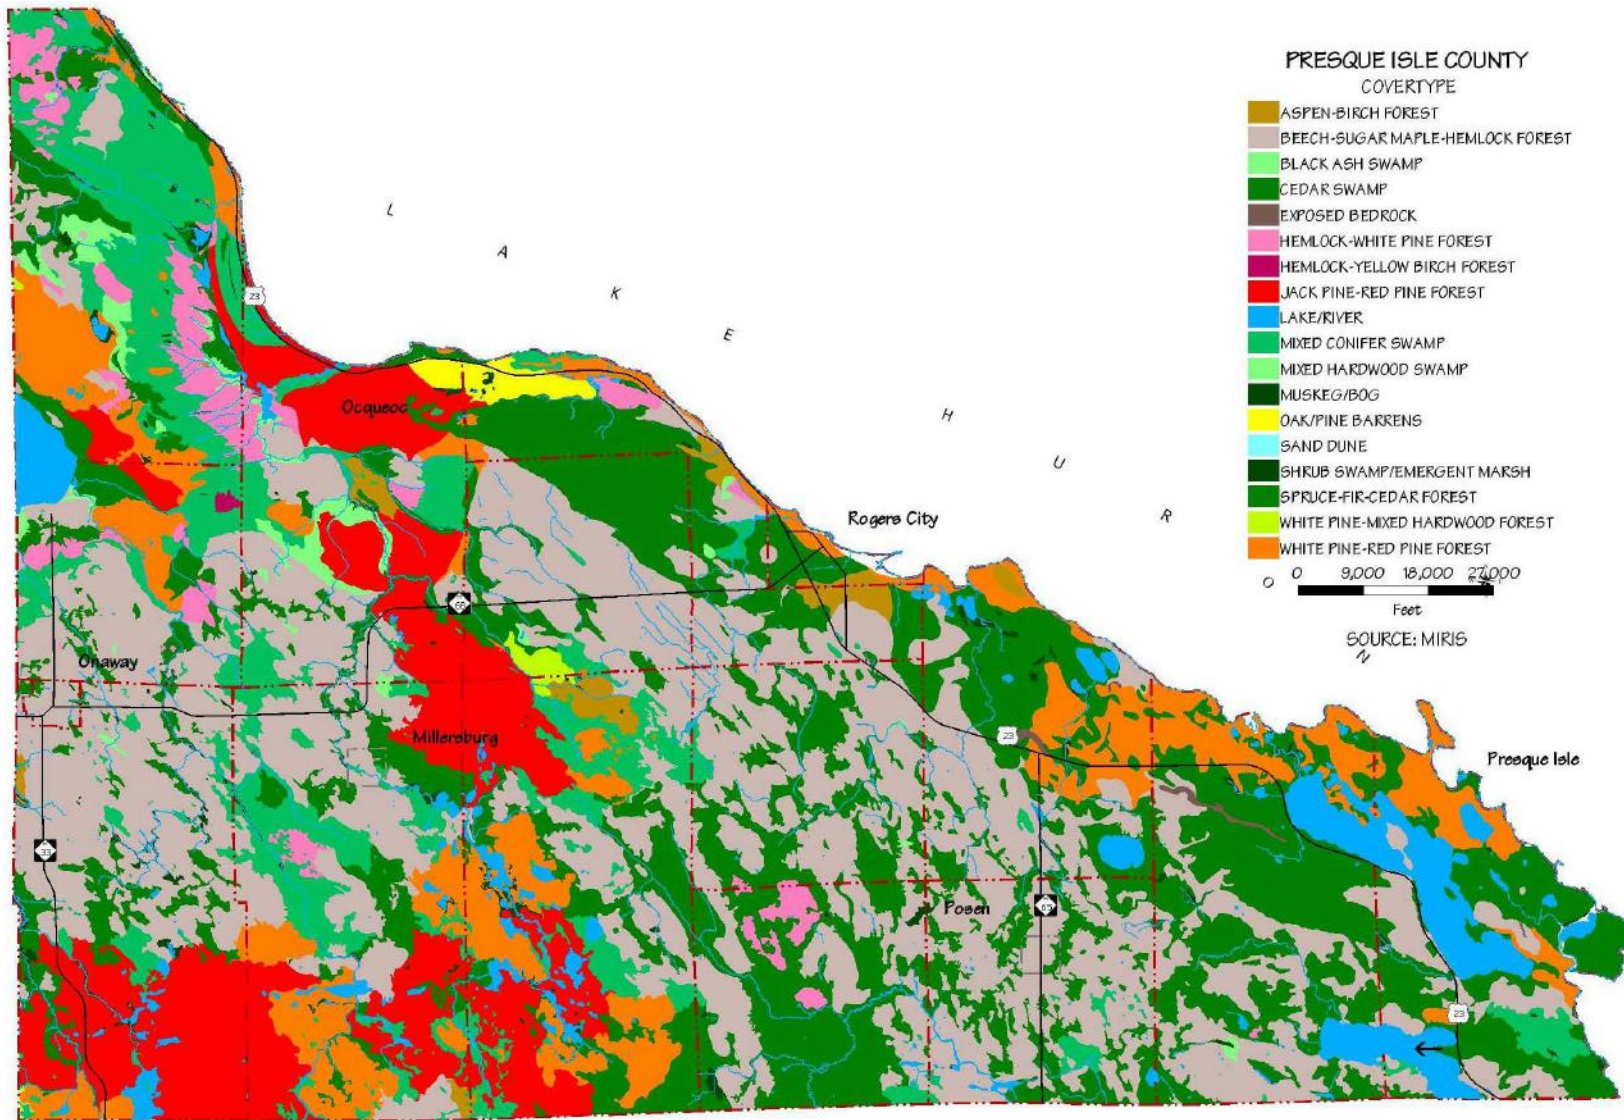 PRESQUE ISLE COUNTY
COVERTYPE
ASPEN-BIRCH FOREST
BEECH-SUGAR MAPLE-HEMLOCK FOREST
BLACK ASH SWAMP
CEDAR SWAMP
EXPOSED BEDROCK
HEMLOCK-WHITE PINE FOREST
HEMLOCK-YELLOW BIRCH FOREST
JACK PINE-RED PINE FOREST
LAKE/RIVER
MIXED CONIFER SWAMP
MIXED HARDWOOD SWAMP
MUSKEG/BOG
OAK/PINE BARRENS
SAND DUNE
SHRUB SWAMP/EMERGENT MARSH
SPRUCE-FIR-CEDAR FOREST
WHITE PINE-MIXED HARDWOOD FOREST
WHITE PINE-RED PINE FOREST
0 9,000 18,000 27,000
Feet
SOURCE: MIRIS
L A K E H U R O N
23
Ocqueoc
Rogers City
68
Onaway
Millersburg
23
Presque Isle
33
Posen
65
23